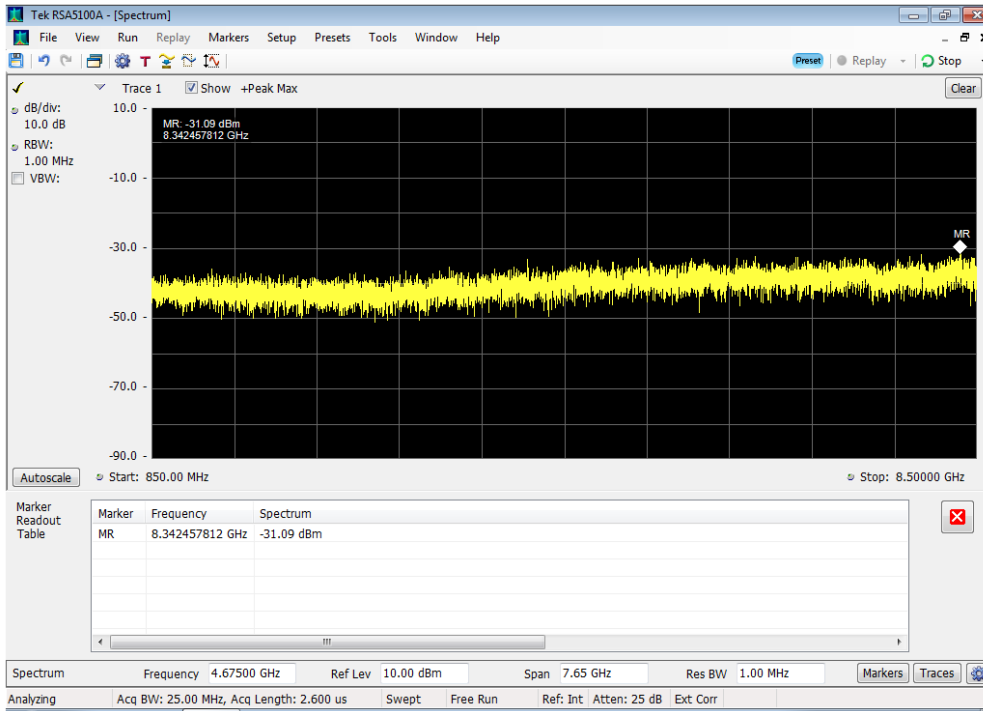 Tek RSA5100A - [Spectrum]
File View Run Replay Markers Setup Presets Tools Window Help
T Preset Replay Stop
Trace 1 Show +Peak Max Clear
dB/div:
10.0 dB
RBW:
1.00 MHz
VBW:
10.0
-10.0
-30.0
-50.0
-70.0
-90.0
MR: -31.09 dBm
8.342457812 GHz
MR
Autoscale Start: 850.00 MHz Stop: 8.50000 GHz
Marker
Readout
Table
Marker Frequency Spectrum
MR 8.342457812 GHz -31.09 dBm
Spectrum Frequency 4.67500 GHz Ref Lev 10.00 dBm Span 7.65 GHz Res BW 1.00 MHz Markers Traces
Analyzing Acq BW: 25.00 MHz, Acq Length: 2.600 us Swept Free Run Ref: Int Atten: 25 dB Ext Corr